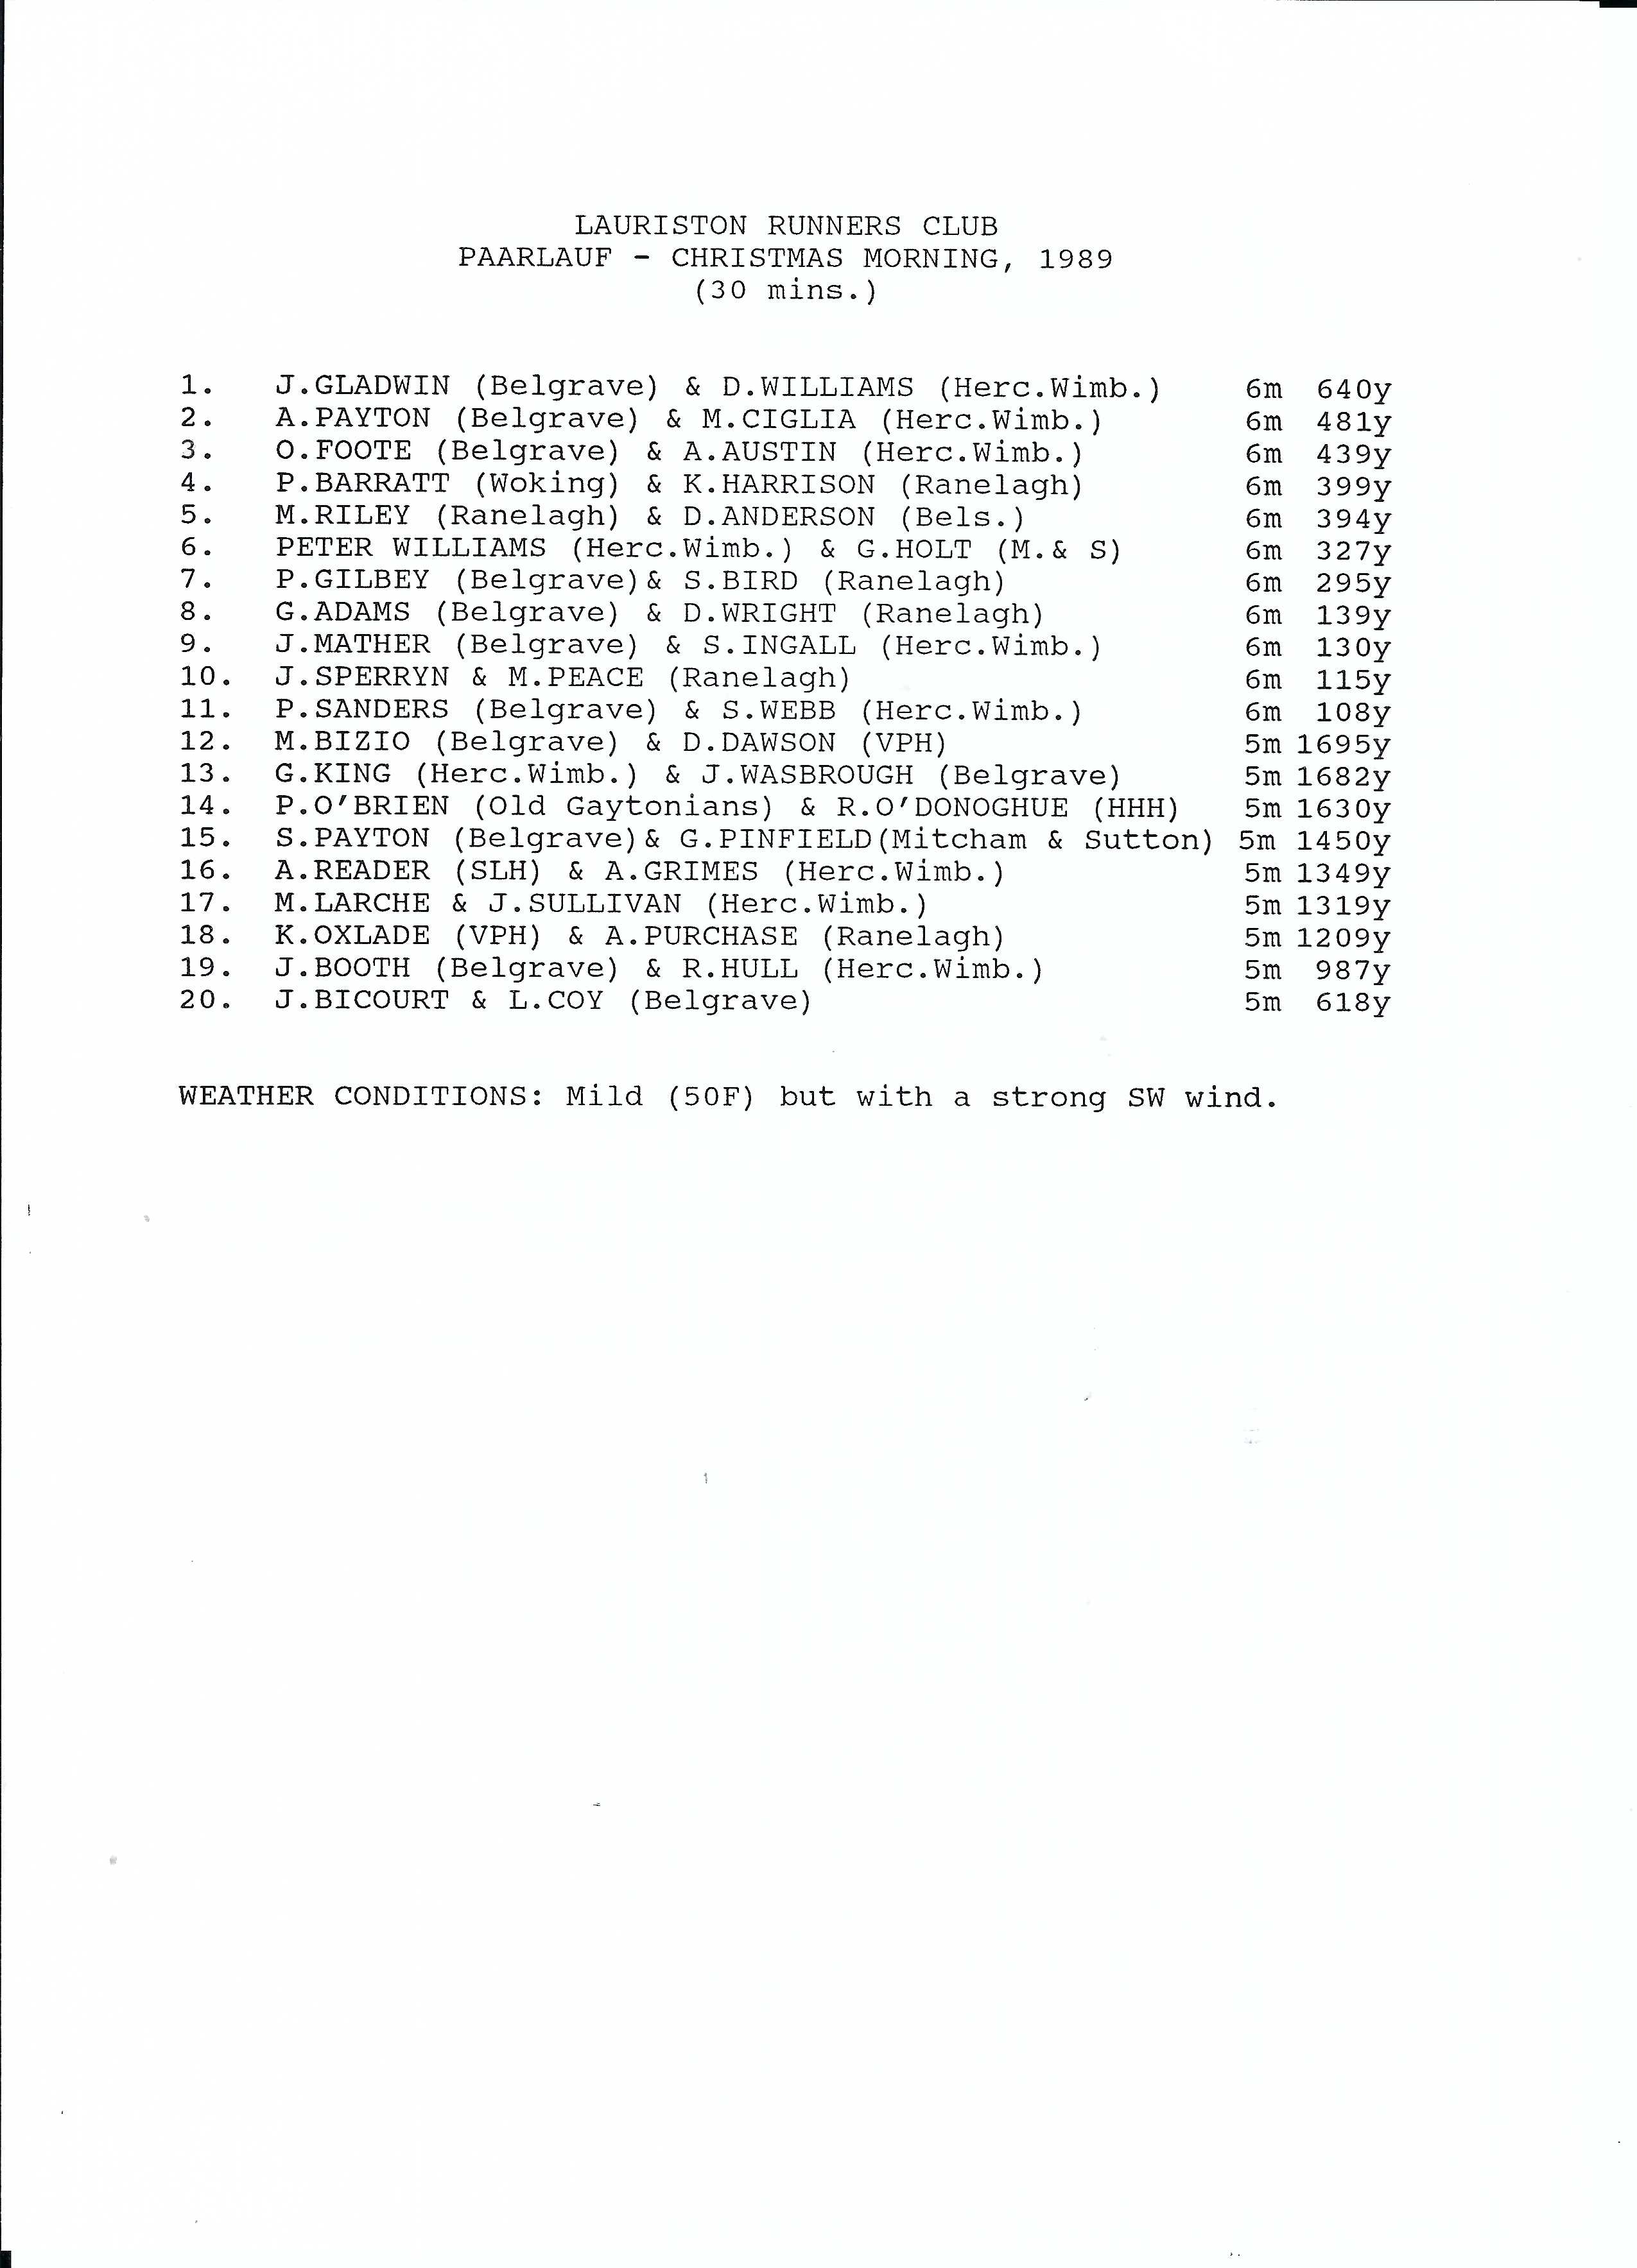 LAURISTON RUNNERS CLUB
PAARLAUF - CHRISTMAS MORNING, 1989
(30 mins.)
1. J.GLADWIN (Belgrave) & D.WILLIAMS (Herc.Wimb.) 6m 640y
2. A.PAYTON (Belgrave) & M.CIGLIA (Herc.Wimb.) 6m 481y
3. O.FOOTE (Belgrave) & A.AUSTIN (Herc.Wimb.) 6m 439y
4. P.BARRATT (Woking) & K.HARRISON (Ranelagh) 6m 399y
5. M.RILEY (Ranelagh) & D.ANDERSON (Bels.) 6m 394y
6. PETER WILLIAMS (Herc.Wimb.) & G.HOLT (M.& S) 6m 327y
7. P.GILBEY (Belgrave)& S.BIRD (Ranelagh) 6m 295y
8. G.ADAMS (Belgrave) & D.WRIGHT (Ranelagh) 6m 139y
9. J.MATHER (Belgrave) & S.INGALL (Herc.Wimb.) 6m 130y
10. J.SPERRYN & M.PEACE (Ranelagh) 6m 115y
11. P.SANDERS (Belgrave) & S.WEBB (Herc.Wimb.) 6m 108y
12. M.BIZIO (Belgrave) & D.DAWSON (VPH) 5m 1695y
13. G.KING (Herc.Wimb.) & J.WASBROUGH (Belgrave) 5m 1682y
14. P.O'BRIEN (Old Gaytonians) & R.O'DONOGHUE (HHH) 5m 1630y
15. S.PAYTON (Belgrave)& G.PINFIELD(Mitcham & Sutton) 5m 1450y
16. A.READER (SLH) & A.GRIMES (Herc.Wimb.) 5m 1349y
17. M.LARCHE & J.SULLIVAN (Herc.Wimb.) 5m 1319y
18. K.OXLADE (VPH) & A.PURCHASE (Ranelagh) 5m 1209y
19. J.BOOTH (Belgrave) & R.HULL (Herc.Wimb.) 5m 987y
20. J.BICOURT & L.COY (Belgrave) 5m 618y
WEATHER CONDITIONS: Mild (50F) but with a strong SW wind.